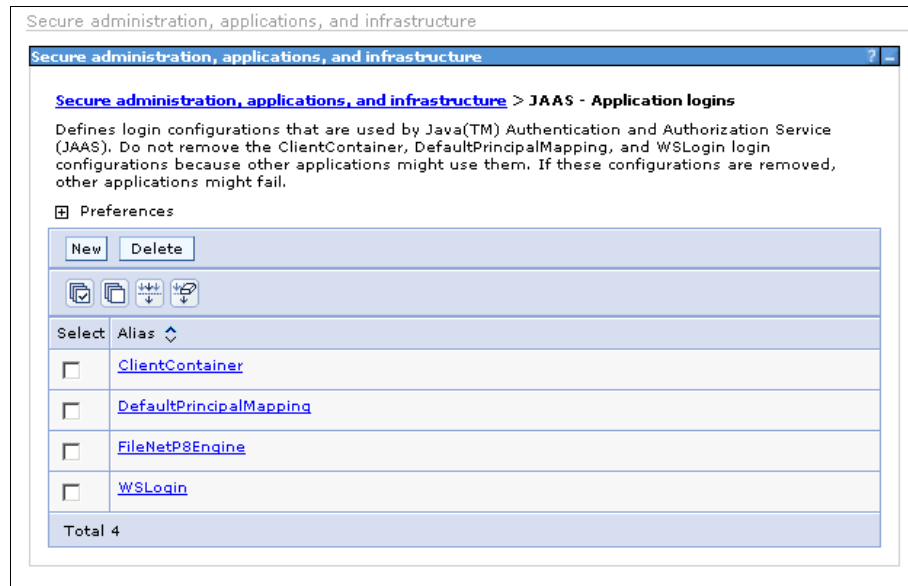 Secure administration, applications, and infrastructure
Secure administration, applications, and infrastructure ? –
Secure administration, applications, and infrastructure > JAAS - Application logins
Defines login configurations that are used by Java(TM) Authentication and Authorization Service
(JAAS). Do not remove the ClientContainer, DefaultPrincipalMapping, and WSLogin login
configurations because other applications might use them. If these configurations are removed,
other applications might fail.
Preferences
New Delete
Select Alias
ClientContainer
DefaultPrincipalMapping
FileNetP8Engine
WSLogin
Total 4